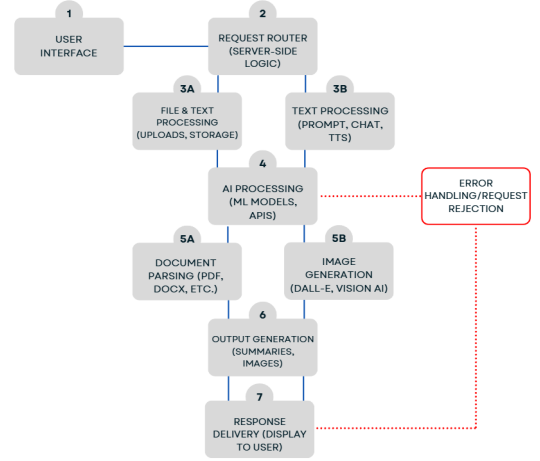 1
USER
INTERFACE
2
REQUEST ROUTER
(SERVER-SIDE
LOGIC)
3A
FILE & TEXT
PROCESSING
(UPLOADS, STORAGE)
3B
TEXT PROCESSING
(PROMPT, CHAT,
TTS)
4
AI PROCESSING
(ML MODELS,
APIS)
ERROR
HANDLING/REQUEST
REJECTION
5A
DOCUMENT
PARSING (PDF,
DOCX, ETC.)
5B
IMAGE
GENERATION
(DALL-E, VISION AI)
6
OUTPUT GENERATION
(SUMMARIES,
IMAGES)
7
RESPONSE
DELIVERY (DISPLAY
TO USER)